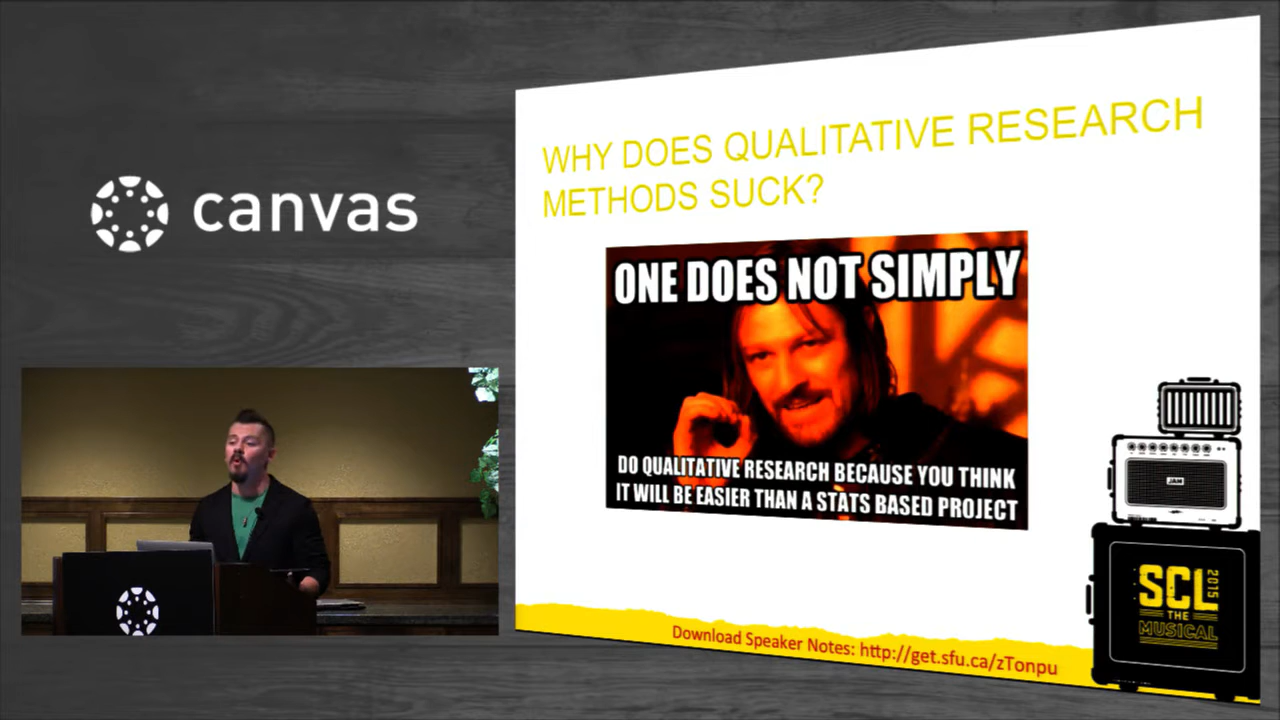 canvas
WHY DOES QUALITATIVE RESEARCH
METHODS SUCK?
ONE DOES NOT SIMPLY
DO QUALITATIVE RESEARCH BECAUSE YOU THINK
IT WILL BE EASIER THAN A STATS BASED PROJECT
JAM
SCL
2015
THE
MUSICAL
Download Speaker Notes: http://get.sfu.ca/zTonpu